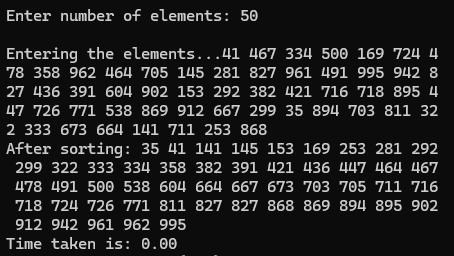 Enter number of elements: 50
Entering the elements...41 467 334 500 169 724 4
78 358 962 464 705 145 281 827 961 491 995 942 8
27 436 391 604 902 153 292 382 421 716 718 895 4
47 726 771 538 869 912 667 299 35 894 703 811 32
2 333 673 664 141 711 253 868
After sorting: 35 41 141 145 153 169 253 281 292
299 322 333 334 358 382 391 421 436 447 464 467
478 491 500 538 604 664 667 673 703 705 711 716
718 724 726 771 811 827 827 868 869 894 895 902
912 942 961 962 995
Time taken is: 0.00